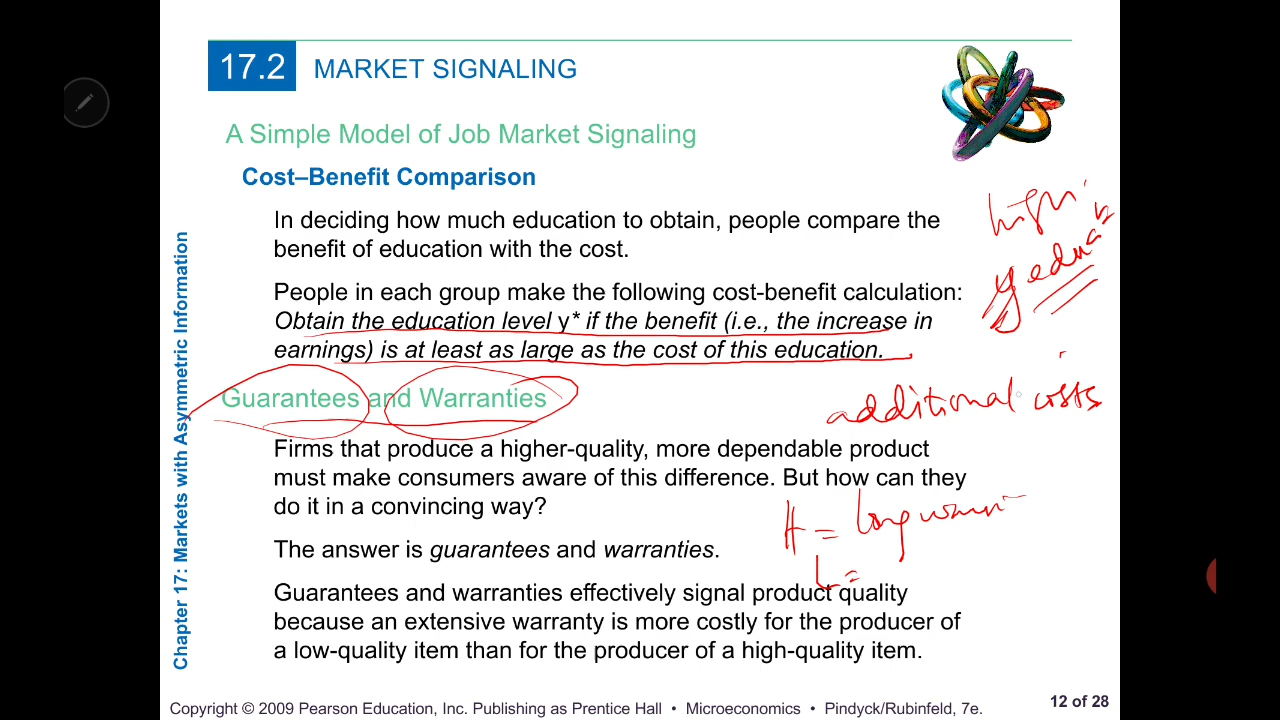 17.2 MARKET SIGNALING
A Simple Model of Job Market Signaling
Cost–Benefit Comparison
In deciding how much education to obtain, people compare the
benefit of education with the cost.
People in each group make the following cost-benefit calculation:
Obtain the education level y* if the benefit (i.e., the increase in
earnings) is at least as large as the cost of this education.
high
y educ
additional costs
Guarantees and Warranties
Firms that produce a higher-quality, more dependable product
must make consumers aware of this difference. But how can they
do it in a convincing way?
H = long
L =
The answer is guarantees and warranties.
Guarantees and warranties effectively signal product quality
because an extensive warranty is more costly for the producer of
a low-quality item than for the producer of a high-quality item.
Chapter 17: Markets with Asymmetric Information
12 of 28
Copyright © 2009 Pearson Education, Inc. Publishing as Prentice Hall • Microeconomics • Pindyck/Rubinfeld, 7e.